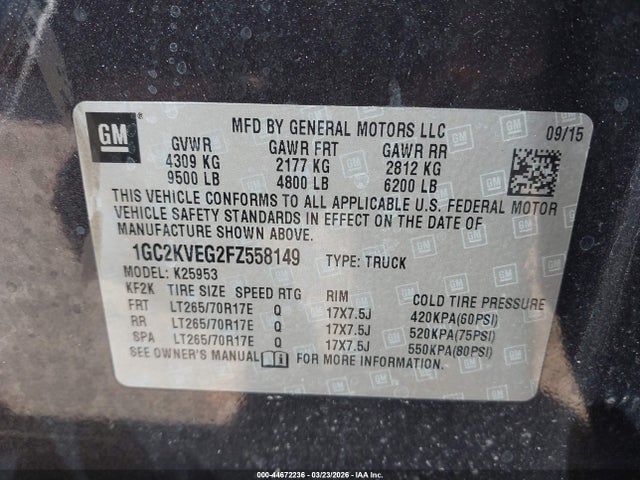 GM
MFD BY GENERAL MOTORS LLC 09/15
GVWR GAWR FRT GAWR RR
4309 KG 2177 KG 2812 KG
9500 LB 4800 LB 6200 LB
THIS VEHICLE CONFORMS TO ALL APPLICABLE U.S. FEDERAL MOTOR
VEHICLE SAFETY STANDARDS IN EFFECT ON THE DATE OF
MANUFACTURE SHOWN ABOVE.
1GC2KVEG2FZ558149 TYPE: TRUCK
MODEL: K25953
KF2K TIRE SIZE SPEED RTG RIM COLD TIRE PRESSURE
FRT LT265/70R17E Q 17X7.5J 420KPA(60PSI)
RR LT265/70R17E Q 17X7.5J 520KPA(75PSI)
SPA LT265/70R17E Q 17X7.5J 550KPA(80PSI)
SEE OWNER'S MANUAL FOR MORE INFORMATION.
000-44672236 - 03/23/2026 - IAA Inc.